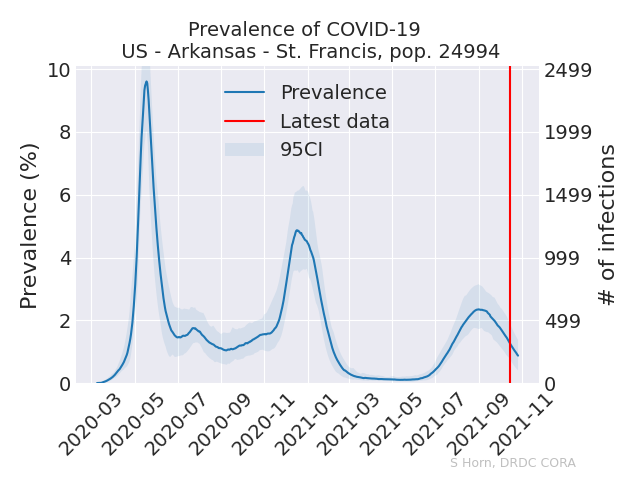 Prevalence of COVID-19
US - Arkansas - St. Francis, pop. 24994
Prevalence (%)
10
8
6
4
2
0
Prevalence
Latest data
95CI
2499
1999
1499
999
499
0
# of infections
2020-03
2020-05
2020-07
2020-09
2020-11
2021-01
2021-03
2021-05
2021-07
2021-09
2021-11
S Horn, DRDC CORA